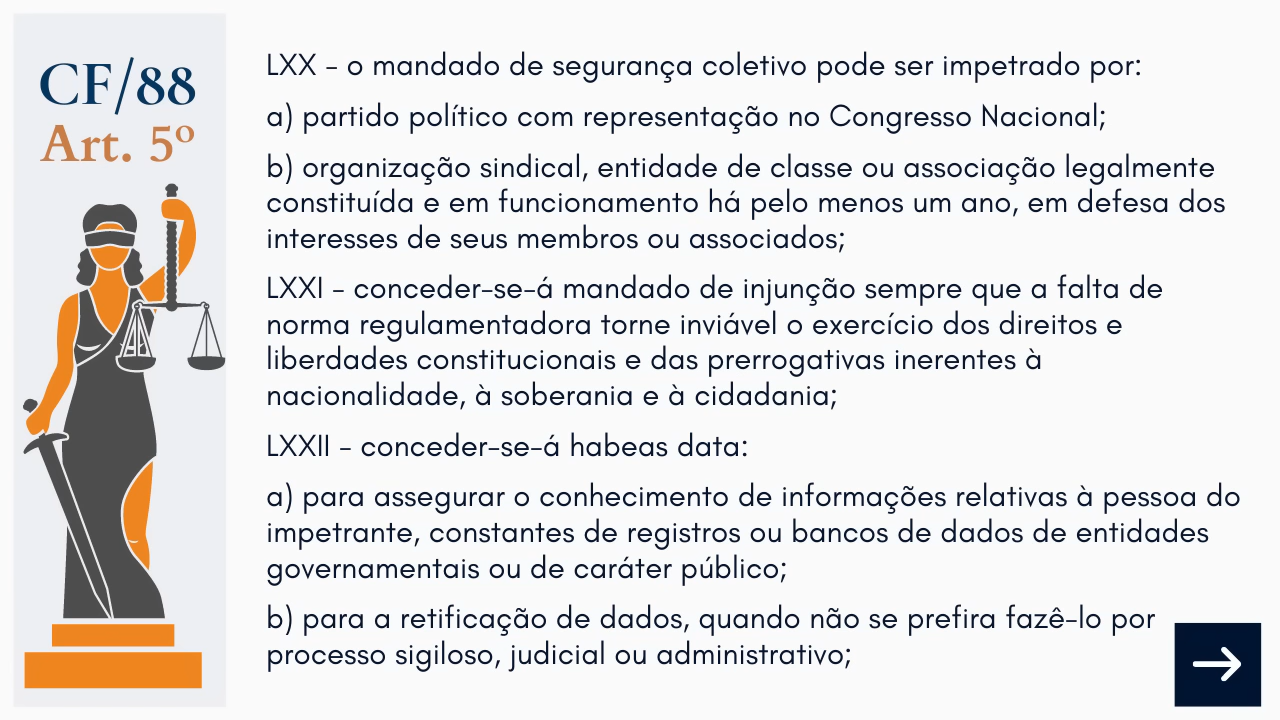 CF/88
Art. 5º
LXX - o mandado de segurança coletivo pode ser impetrado por:
a) partido político com representação no Congresso Nacional;
b) organização sindical, entidade de classe ou associação legalmente
constituída e em funcionamento há pelo menos um ano, em defesa dos
interesses de seus membros ou associados;
LXXI - conceder-se-á mandado de injunção sempre que a falta de
norma regulamentadora torne inviável o exercício dos direitos e
liberdades constitucionais e das prerrogativas inerentes à
nacionalidade, à soberania e à cidadania;
LXXII - conceder-se-á habeas data:
a) para assegurar o conhecimento de informações relativas à pessoa do
impetrante, constantes de registros ou bancos de dados de entidades
governamentais ou de caráter público;
b) para a retificação de dados, quando não se prefira fazê-lo por
processo sigiloso, judicial ou administrativo;